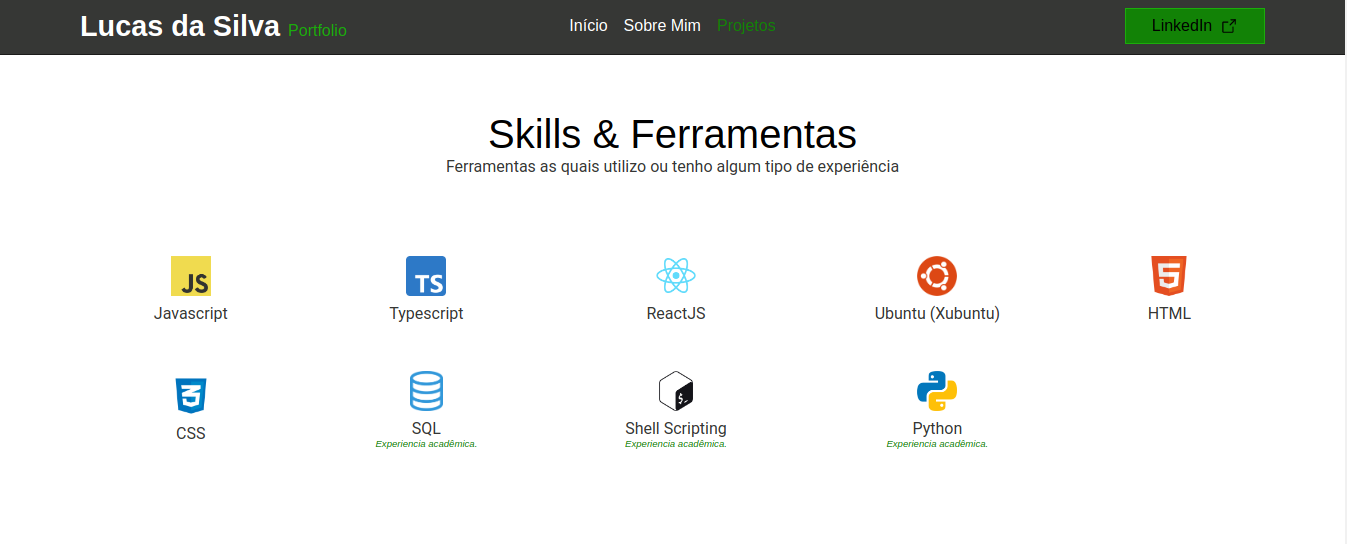 Lucas da Silva Portfolio
Início Sobre Mim Projetos
LinkedIn
Skills & Ferramentas
Ferramentas as quais utilizo ou tenho algum tipo de experiência
JS
TS
Javascript
Typescript
ReactJS
Ubuntu (Xubuntu)
HTML
CSS
SQL
Experiencia acadêmica.
Shell Scripting
Experiencia acadêmica.
Python
Experiencia acadêmica.